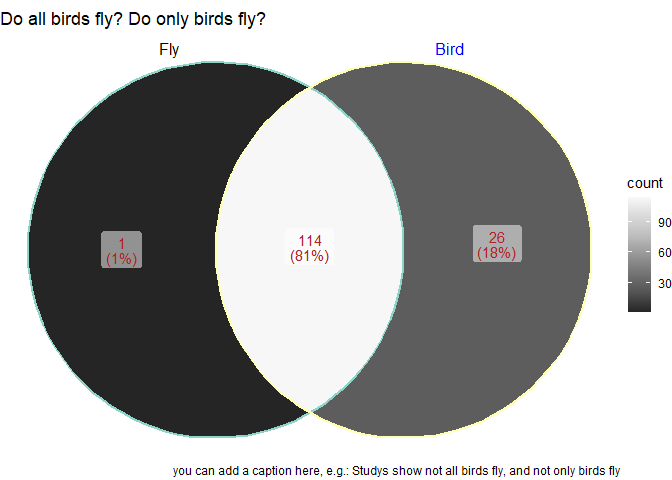 Do all birds fly? Do only birds fly?
Fly
Bird
1
(1%)
114
(81%)
26
(18%)
count
90
60
30
you can add a caption here, e.g.: Studys show not all birds fly, and not only birds fly